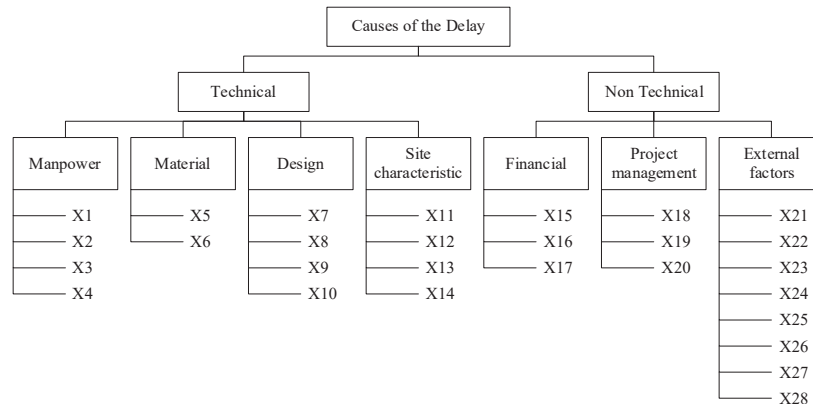 Causes of the Delay
Technical
Non Technical
Manpower
Material
Design
Site
characteristic
Financial
Project
management
External
factors
X1
X2
X3
X4
X5
X6
X7
X8
X9
X10
X11
X12
X13
X14
X15
X16
X17
X18
X19
X20
X21
X22
X23
X24
X25
X26
X27
X28